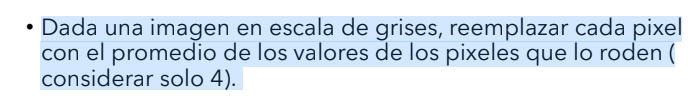 • Dada una imagen en escala de grises, reemplazar cada pixel
con el promedio de los valores de los pixeles que lo roden (
considerar solo 4).